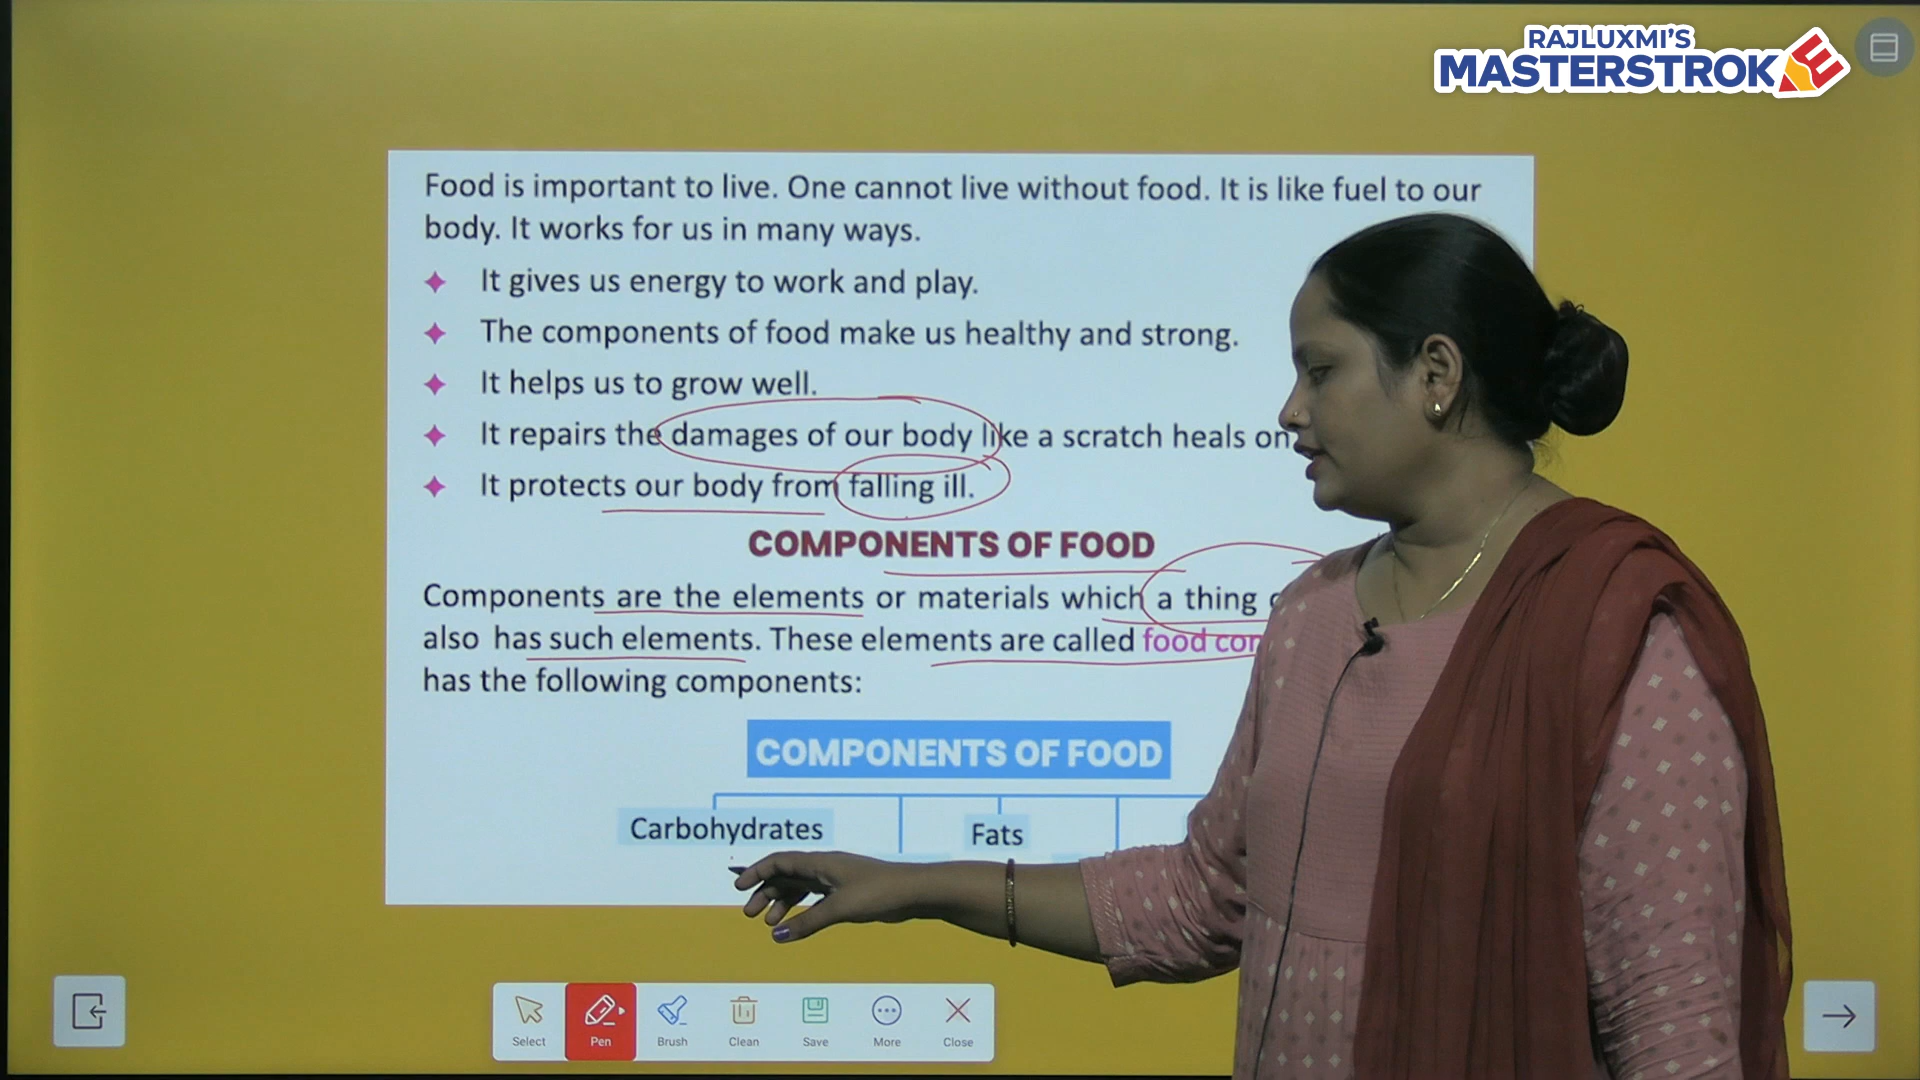 RAJLUXMI'S
MASTERSTROKE
Food is important to live. One cannot live without food. It is like fuel to our
body. It works for us in many ways.
It gives us energy to work and play.
The components of food make us healthy and strong.
It helps us to grow well.
It repairs the damages of our body like a scratch heals on
It protects our body from falling ill.
COMPONENTS OF FOOD
Components are the elements or materials which a thing
also has such elements. These elements are called food
has the following components:
COMPONENTS OF FOOD
Carbohydrates Fats
Select Pen Brush Clean Save More Close